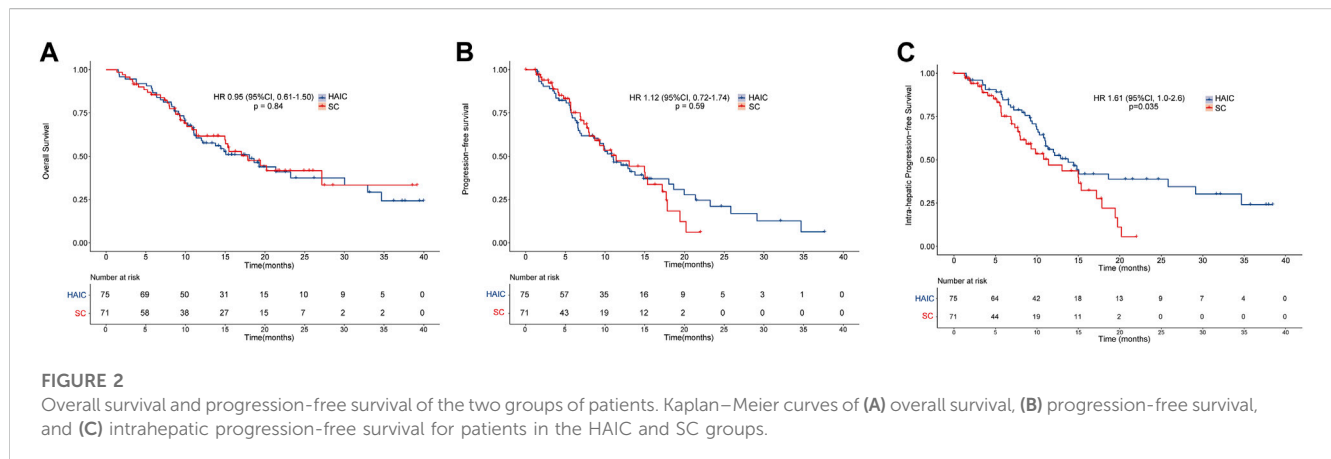 A
Overall Survival
1.00
0.75
0.50
0.25
0.00
HR 0.95 (95%CI, 0.61-1.50)
p = 0.84
HAIC
SC
0 5 10 15 20 25 30 35 40
Time(months)
Number at risk
HAIC 75 69 50 31 15 10 9 5 0
SC 71 58 38 27 15 7 2 2 0
0 5 10 15 20 25 30 35 40
Time(months)
B
Progression-free survival
1.00
0.75
0.50
0.25
0.00
HR 1.12 (95%CI, 0.72-1.74)
p = 0.59
HAIC
SC
0 5 10 15 20 25 30 35 40
Time(months)
Number at risk
HAIC 75 57 35 16 9 5 3 1 0
SC 71 43 19 12 2 0 0 0 0
0 5 10 15 20 25 30 35 40
Time(months)
C
Intra-hepatic Progression-free Survival
1.00
0.75
0.50
0.25
0.00
HR 1.61 (95%CI, 1.0-2.6)
p=0.035
HAIC
SC
0 5 10 15 20 25 30 35 40
Time (months)
Number at risk
HAIC 75 64 42 18 13 9 7 4 0
SC 71 44 19 11 2 0 0 0 0
0 5 10 15 20 25 30 35 40
Time (months)
FIGURE 2
Overall survival and progression-free survival of the two groups of patients. Kaplan–Meier curves of (A) overall survival, (B) progression-free survival,
and (C) intrahepatic progression-free survival for patients in the HAIC and SC groups.